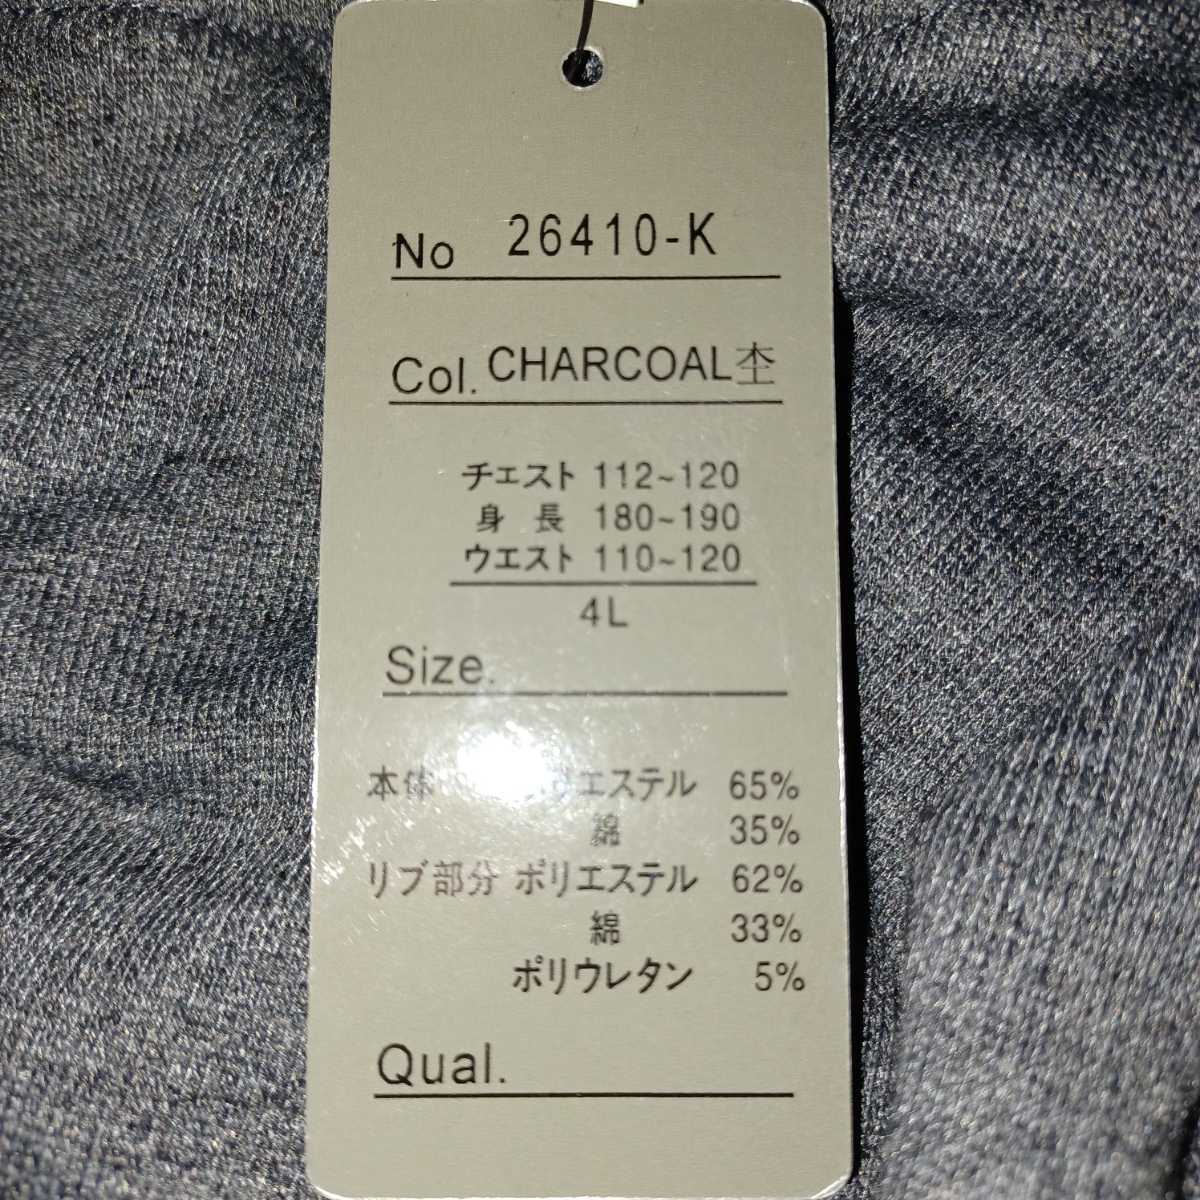 No 26410-K
Col. CHARCOAL杢
チェスト 112~120
身長 180~190
ウエスト 110~120
4L
Size.
本体 ポリエステル 65%
綿 35%
リブ部分 ポリエステル 62%
綿 33%
ポリウレタン 5%
Qual.